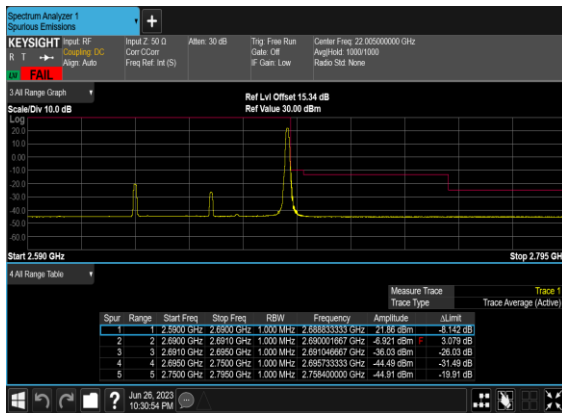 Spectrum Analyzer 1
Spurious Emissions
KEYSIGHT Input: RF Input Z: 50 Ω Atten: 30 dB Trig: Free Run Center Freq: 22.005000000 GHz
R T Coupling: DC Corr CCorr Gate: Off Avg|Hold: 1000/1000
Align: Auto Freq Ref: Int (S) IF Gain: Low Radio Std: None
FAIL
3 All Range Graph
Ref Lvl Offset 15.34 dB
Scale/Div 10.0 dB Ref Value 30.00 dBm
Log
20.0
10.0
0.00
-10.0
-20.0
-30.0
-40.0
-50.0
-60.0
Start 2.590 GHz Stop 2.795 GH
4 All Range Table
Measure Trace Trace 1
Trace Type Trace Average (Active)
Spur Range Start Freq Stop Freq RBW Frequency Amplitude ΔLimit
1 1 2.5900 GHz 2.6900 GHz 1.000 MHz 2.688833333 GHz 21.86 dBm -8.142 dB
2 2 2.6900 GHz 2.6910 GHz 1.000 MHz 2.690001667 GHz -6.921 dBm F 3.079 dB
3 3 2.6910 GHz 2.6950 GHz 1.000 MHz 2.691046667 GHz -36.03 dBm -26.03 dB
4 4 2.6950 GHz 2.7500 GHz 1.000 MHz 2.695733333 GHz -44.49 dBm -31.49 dB
5 5 2.7500 GHz 2.7950 GHz 1.000 MHz 2.758400000 GHz -44.91 dBm -19.91 dB
Jun 26, 2023
10:30:54 PM